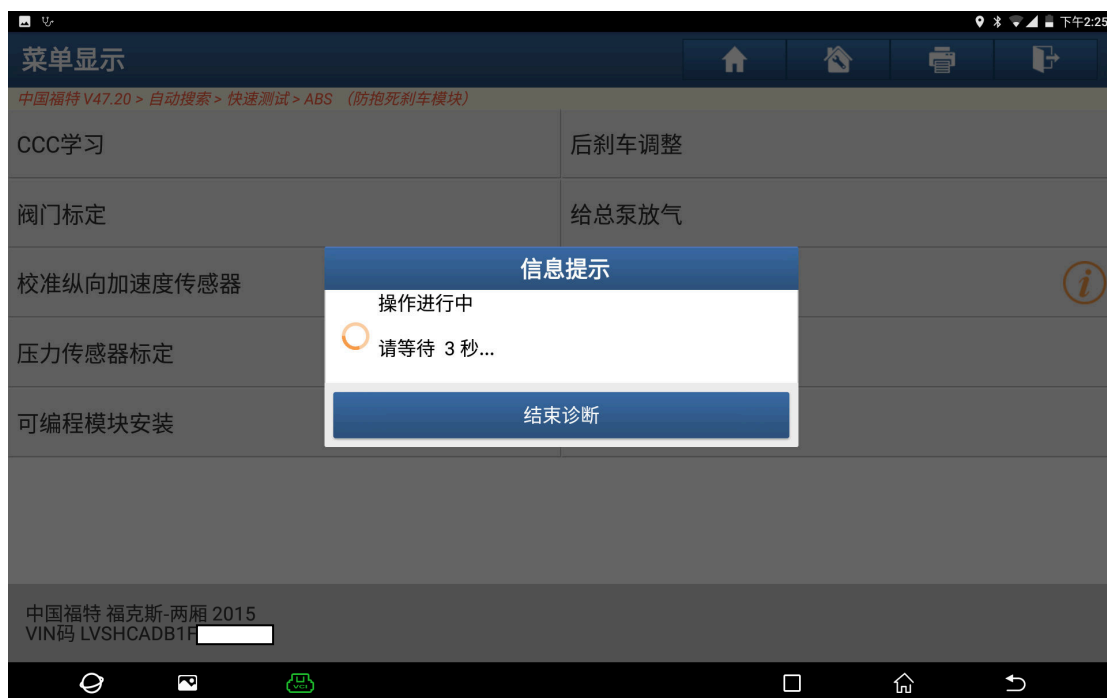 下午2:25
菜单显示
中国福特 V47.20 > 自动搜索 > 快速测试 > ABS （防抱死刹车模块）
CCC学习
后刹车调整
阀门标定
给总泵放气
校准纵向加速度传感器
压力传感器标定
可编程模块安装
信息提示
操作进行中
请等待 3 秒...
结束诊断
中国福特 福克斯-两厢 2015
VIN码 LVSHCADB1F
VCI